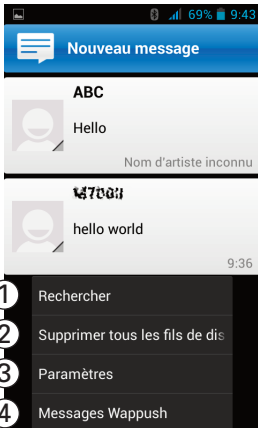 69% 9:43
Nouveau message
ABC
Hello
Nom d'artiste inconnu
hello world
9:36
1 Rechercher
2 Supprimer tous les fils de dis
3 Paramètres
4 Messages Wappush